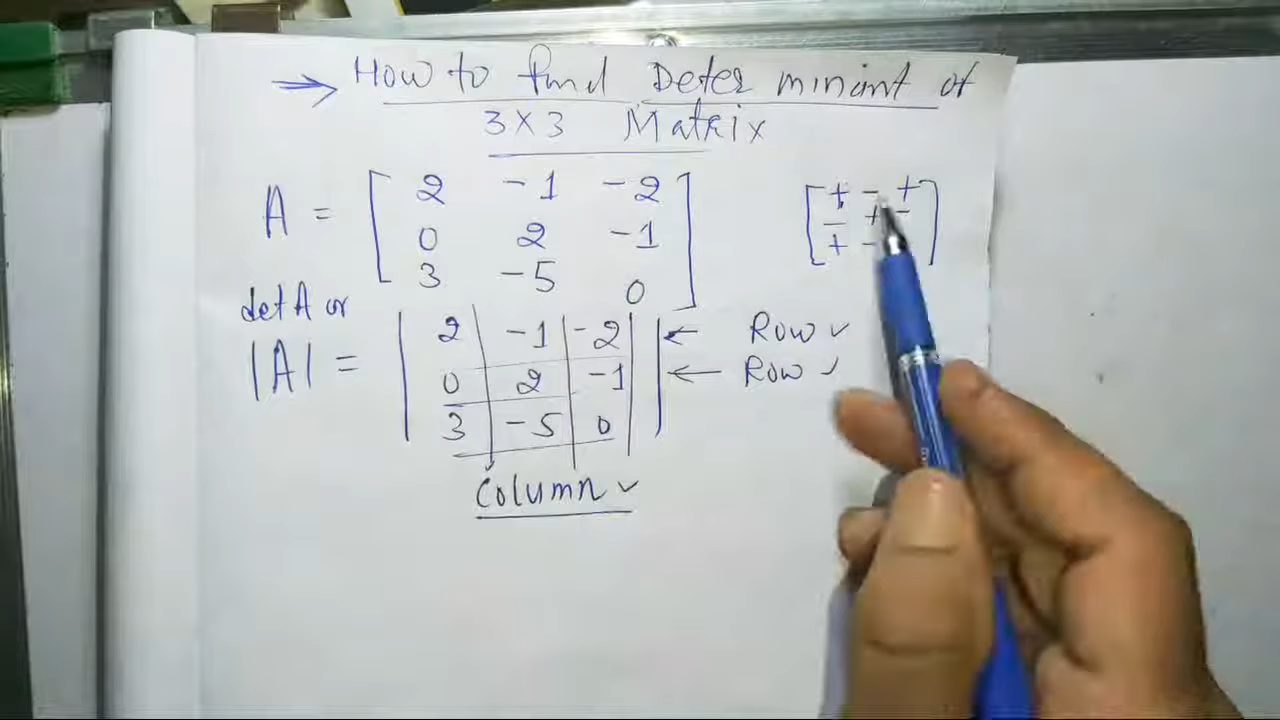 → How to find Determinant of
3×3 Matrix
A = [ 2 -1 -2
0 2 -1
3 -5 0 ]
[ + - +
- + -
+ - ]
det A or
|A| = | 2 -1 -2 | ← Row ✓
0 2 -1 ← Row ✓
3 -5 0
Column ✓